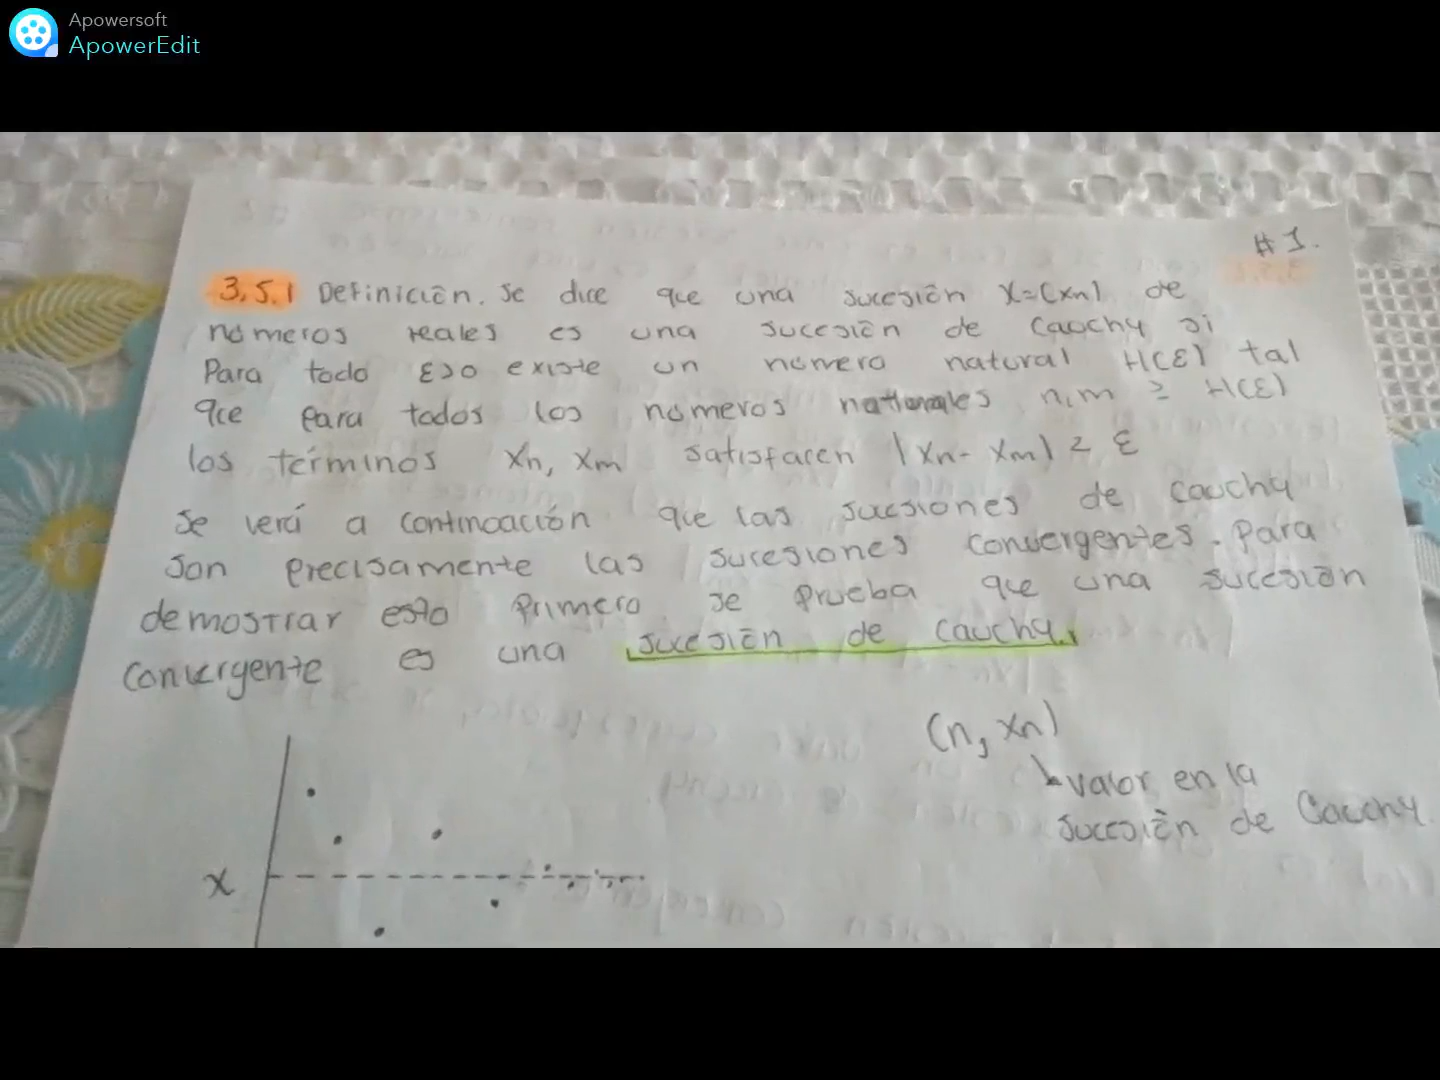 Apowersoft
ApowerEdit
#1.
3.5.1 Definición. Se dice que una sucesión X=(xn) de
números reales es una sucesión de Cauchy si
Para todo ε>0 existe un número natural H(ε) tal
que para todos los números naturales n,m ≥ H(ε)
los términos xn, xm satisfacen |xn - xm| < ε
Se verá a continuación que las sucsiones de Cauchy
son precisamente las sucesiones convergentes. Para
demostrar esto primero se prueba que una sucesión
convergente es una sucesión de Cauchy.
(n, xn)
valor en la
sucesión de Cauchy.
X